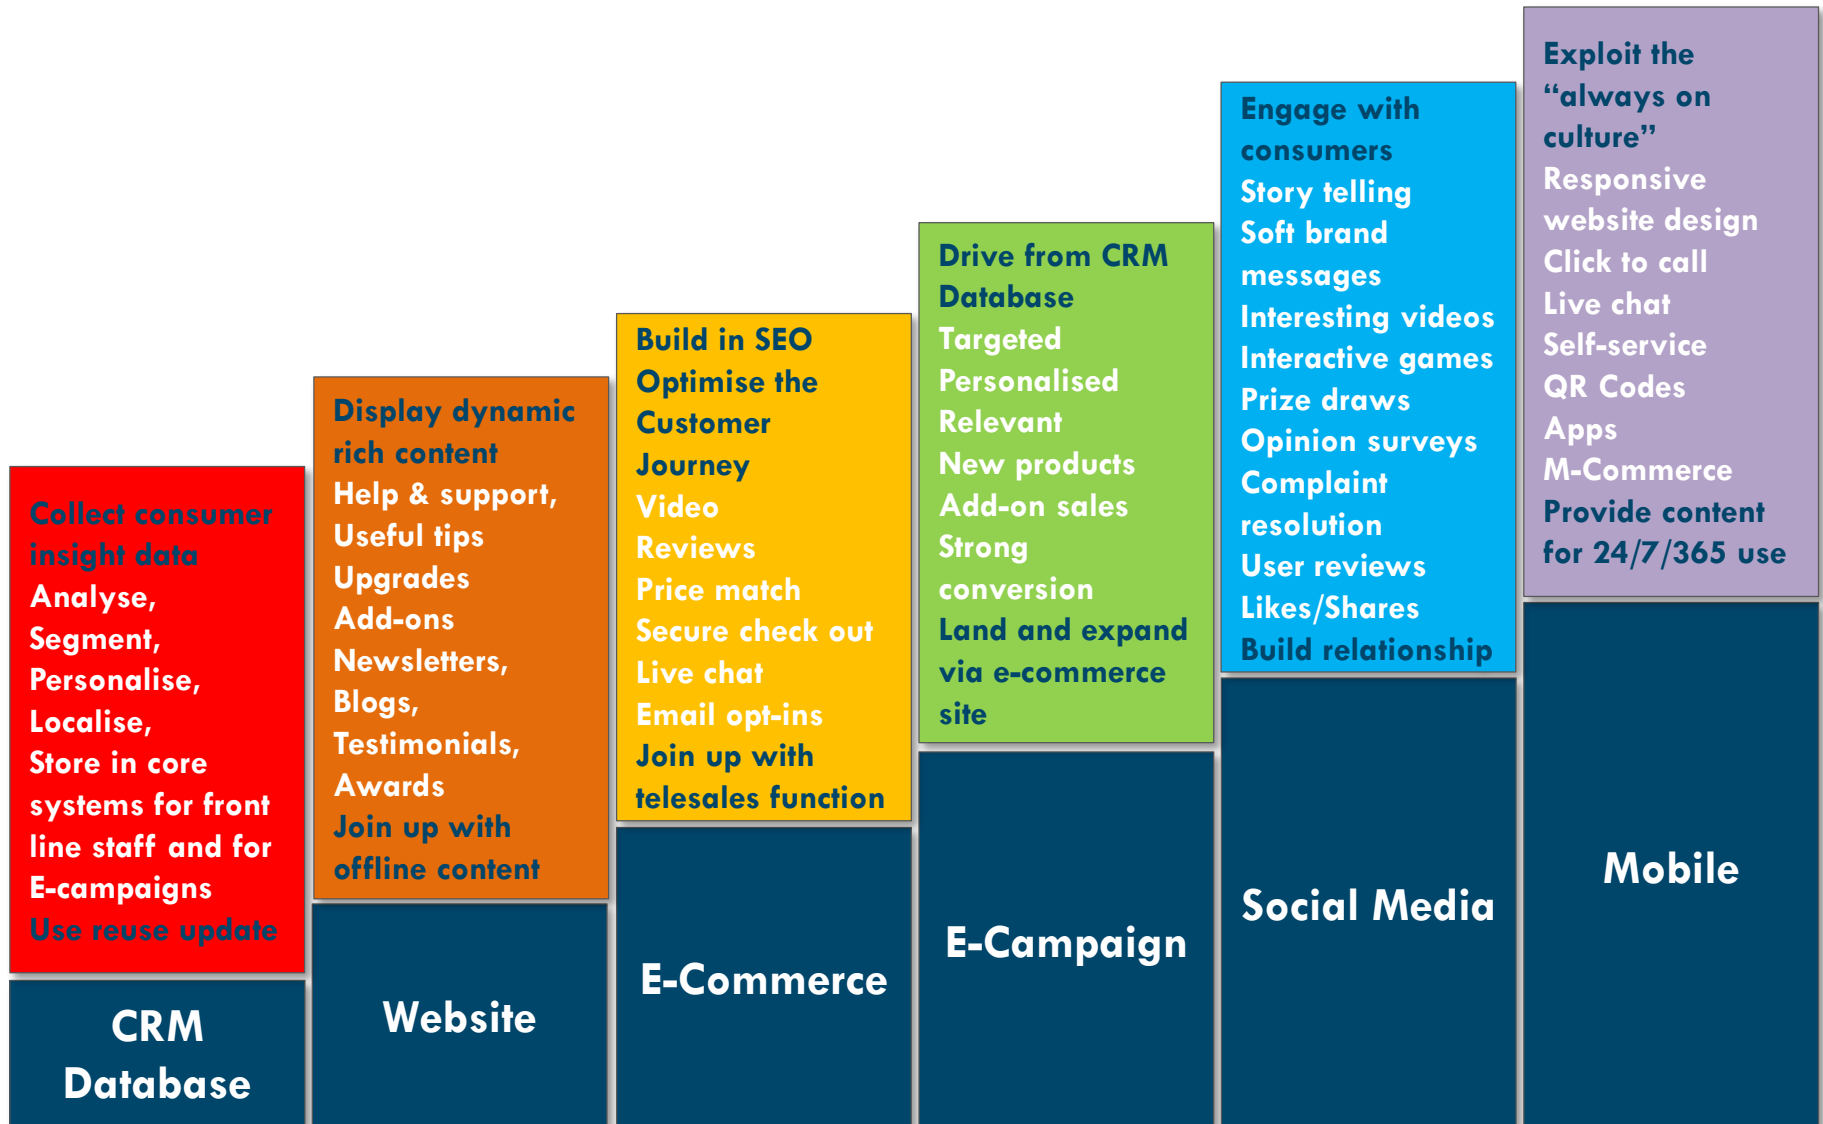 Collect consumer
insight data
Analyse,
Segment,
Personalise,
Localise,
Store in core
systems for front
line staff and for
E-campaigns
Use reuse update
CRM
Database
Display dynamic
rich content
Help & support,
Useful tips
Upgrades
Add-ons
Newsletters,
Blogs,
Testimonials,
Awards
Join up with
offline content
Website
Build in SEO
Optimise the
Customer
Journey
Video
Reviews
Price match
Secure check out
Live chat
Email opt-ins
Join up with
telesales function
E-Commerce
Drive from CRM
Database
Targeted
Personalised
Relevant
New products
Add-on sales
Strong
conversion
Land and expand
via e-commerce
site
E-Campaign
Engage with
consumers
Story telling
Soft brand
messages
Interesting videos
Interactive games
Prize draws
Opinion surveys
Complaint
resolution
User reviews
Likes/Shares
Build relationship
Social Media
Exploit the
“always on
culture”
Responsive
website design
Click to call
Live chat
Self-service
QR Codes
Apps
M-Commerce
Provide content
for 24/7/365 use
Mobile